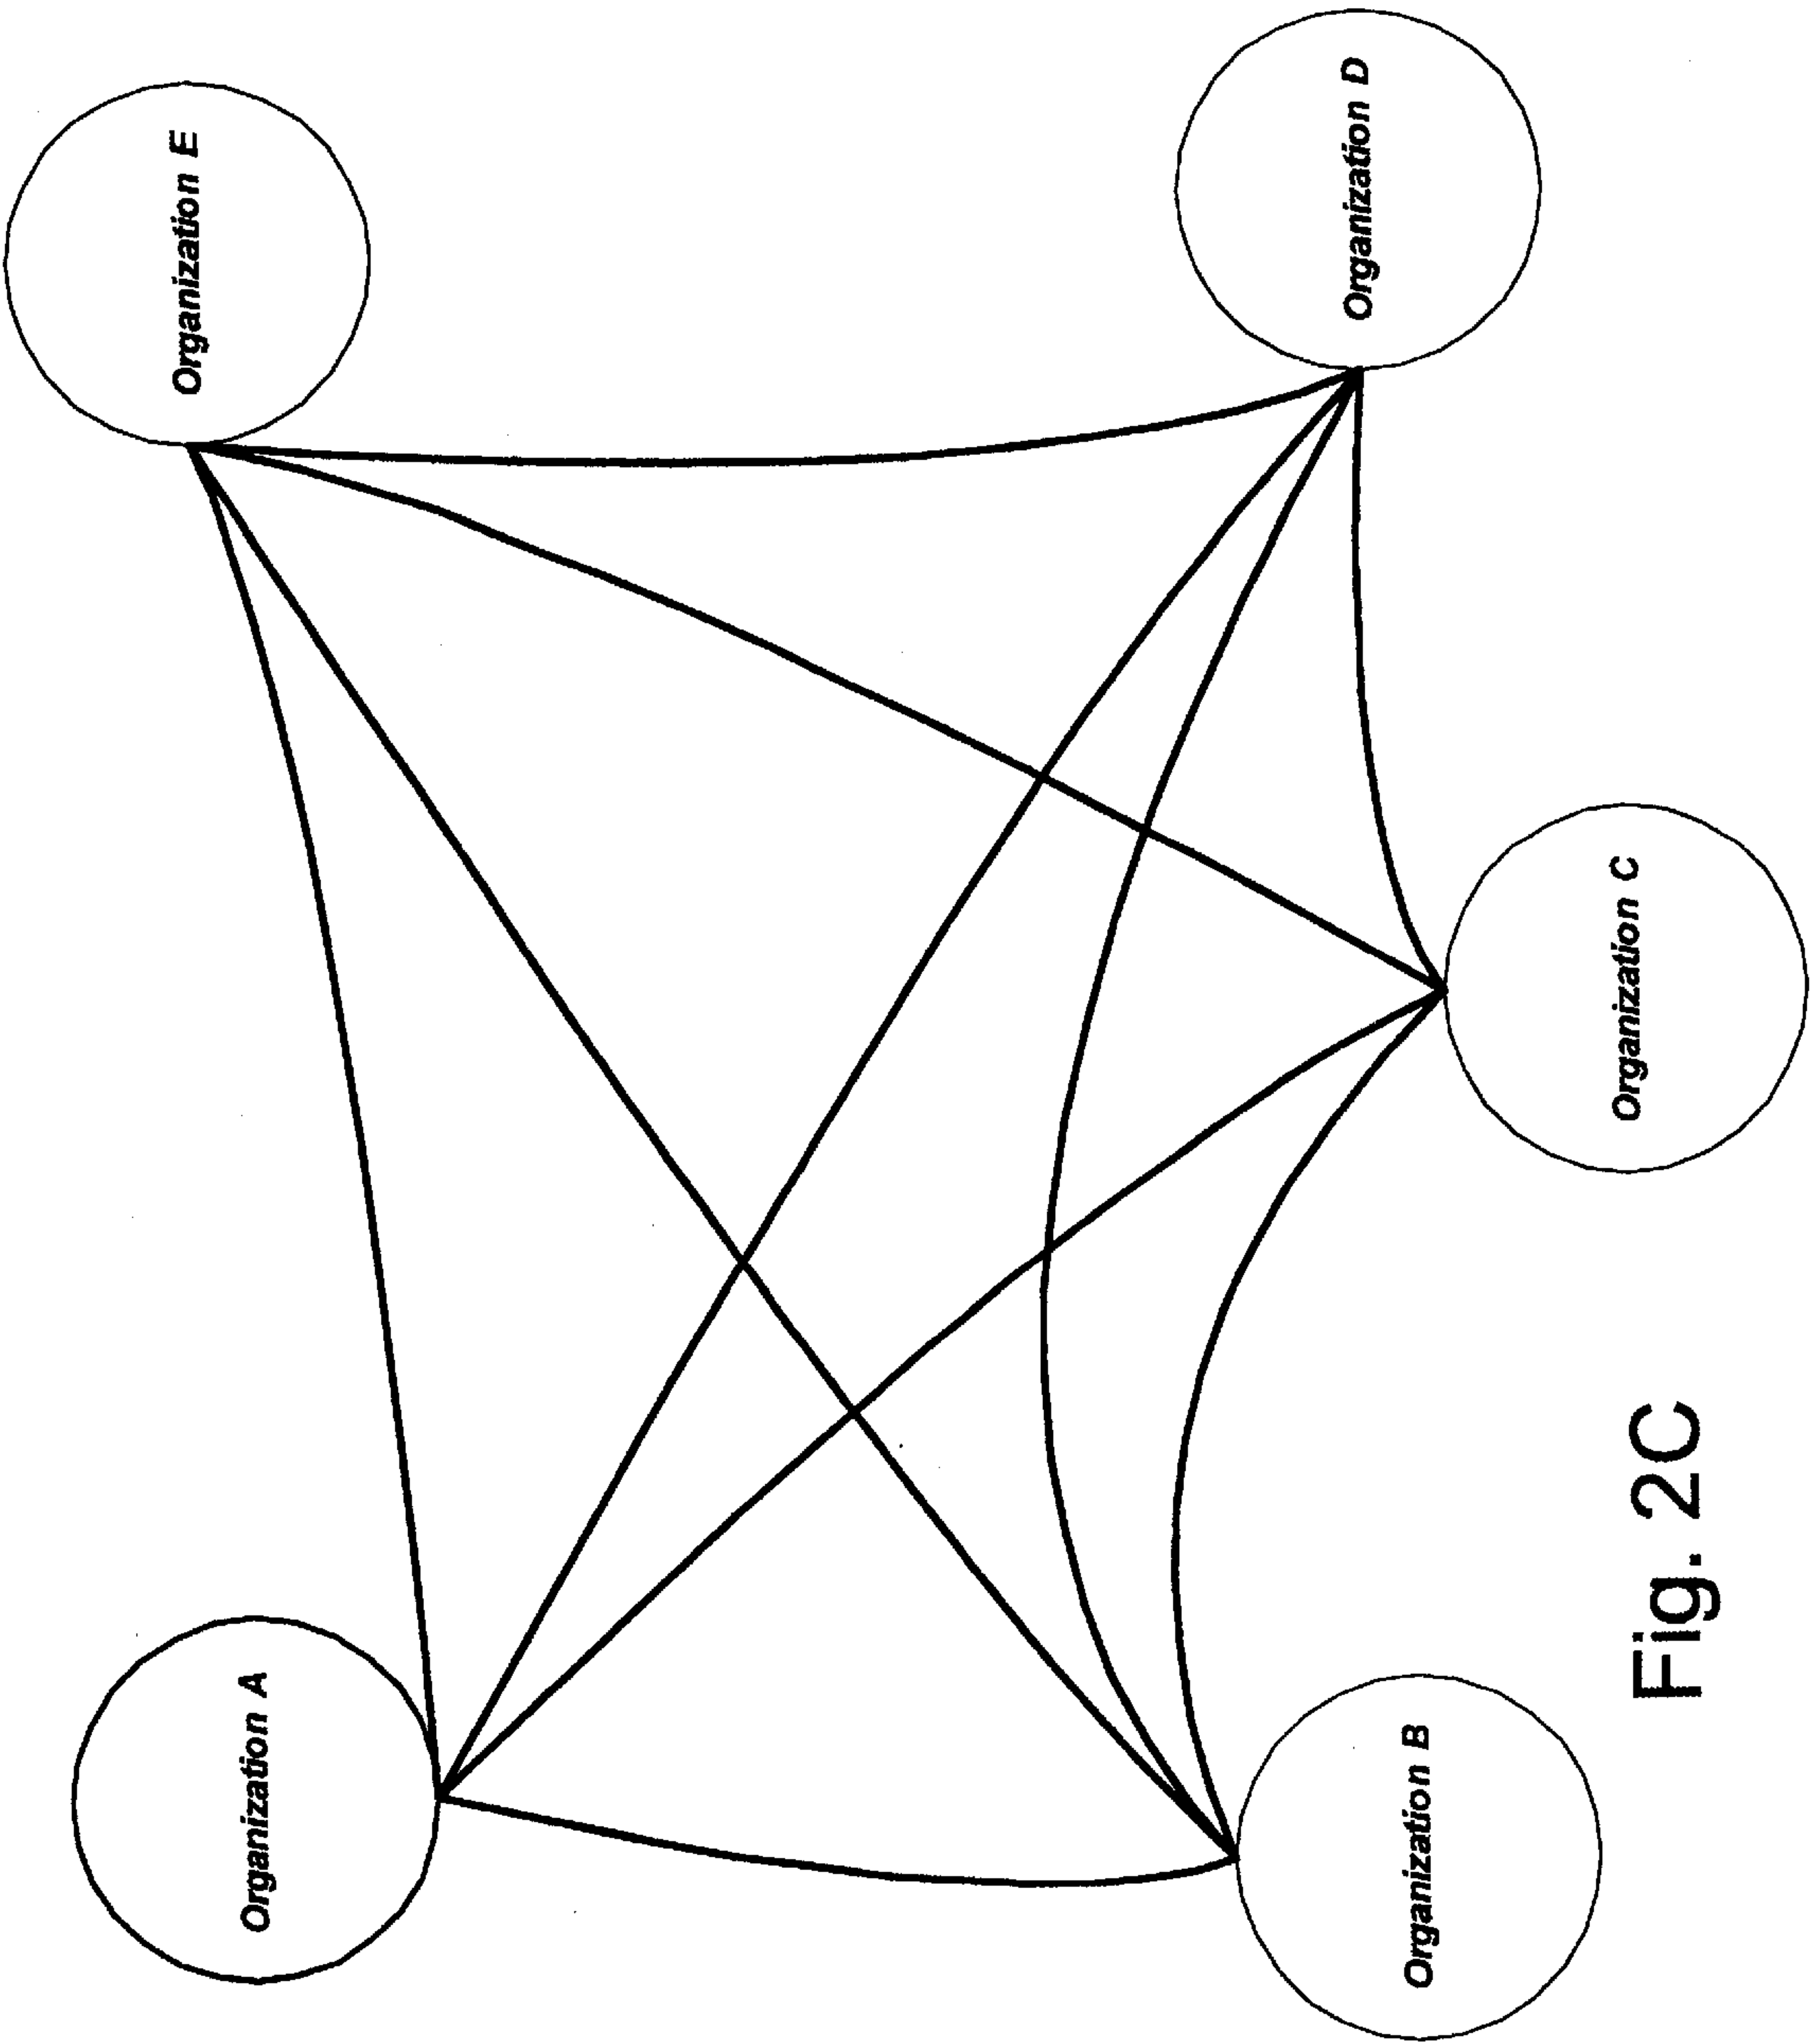 Organization A
Organization E
Organization B
Organization C
Organization D
Fig. 2C